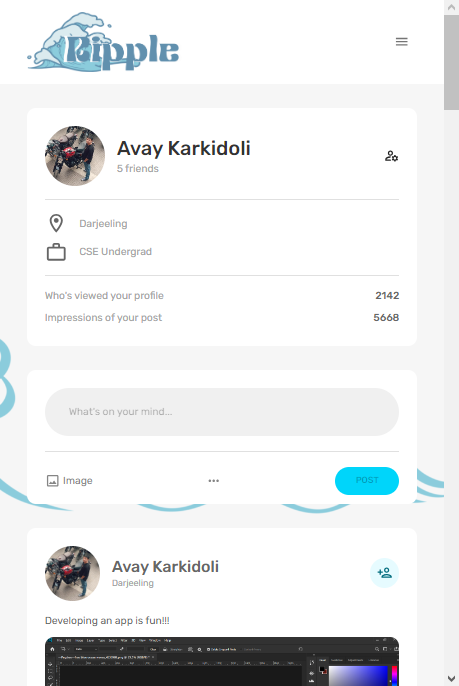 Ripple
Avay Karkidoli
5 friends
Darjeeling
CSE Undergrad
Who's viewed your profile 2142
Impressions of your post 5668
What's on your mind...
Image
POST
Avay Karkidoli
Darjeeling
Developing an app is fun!!!